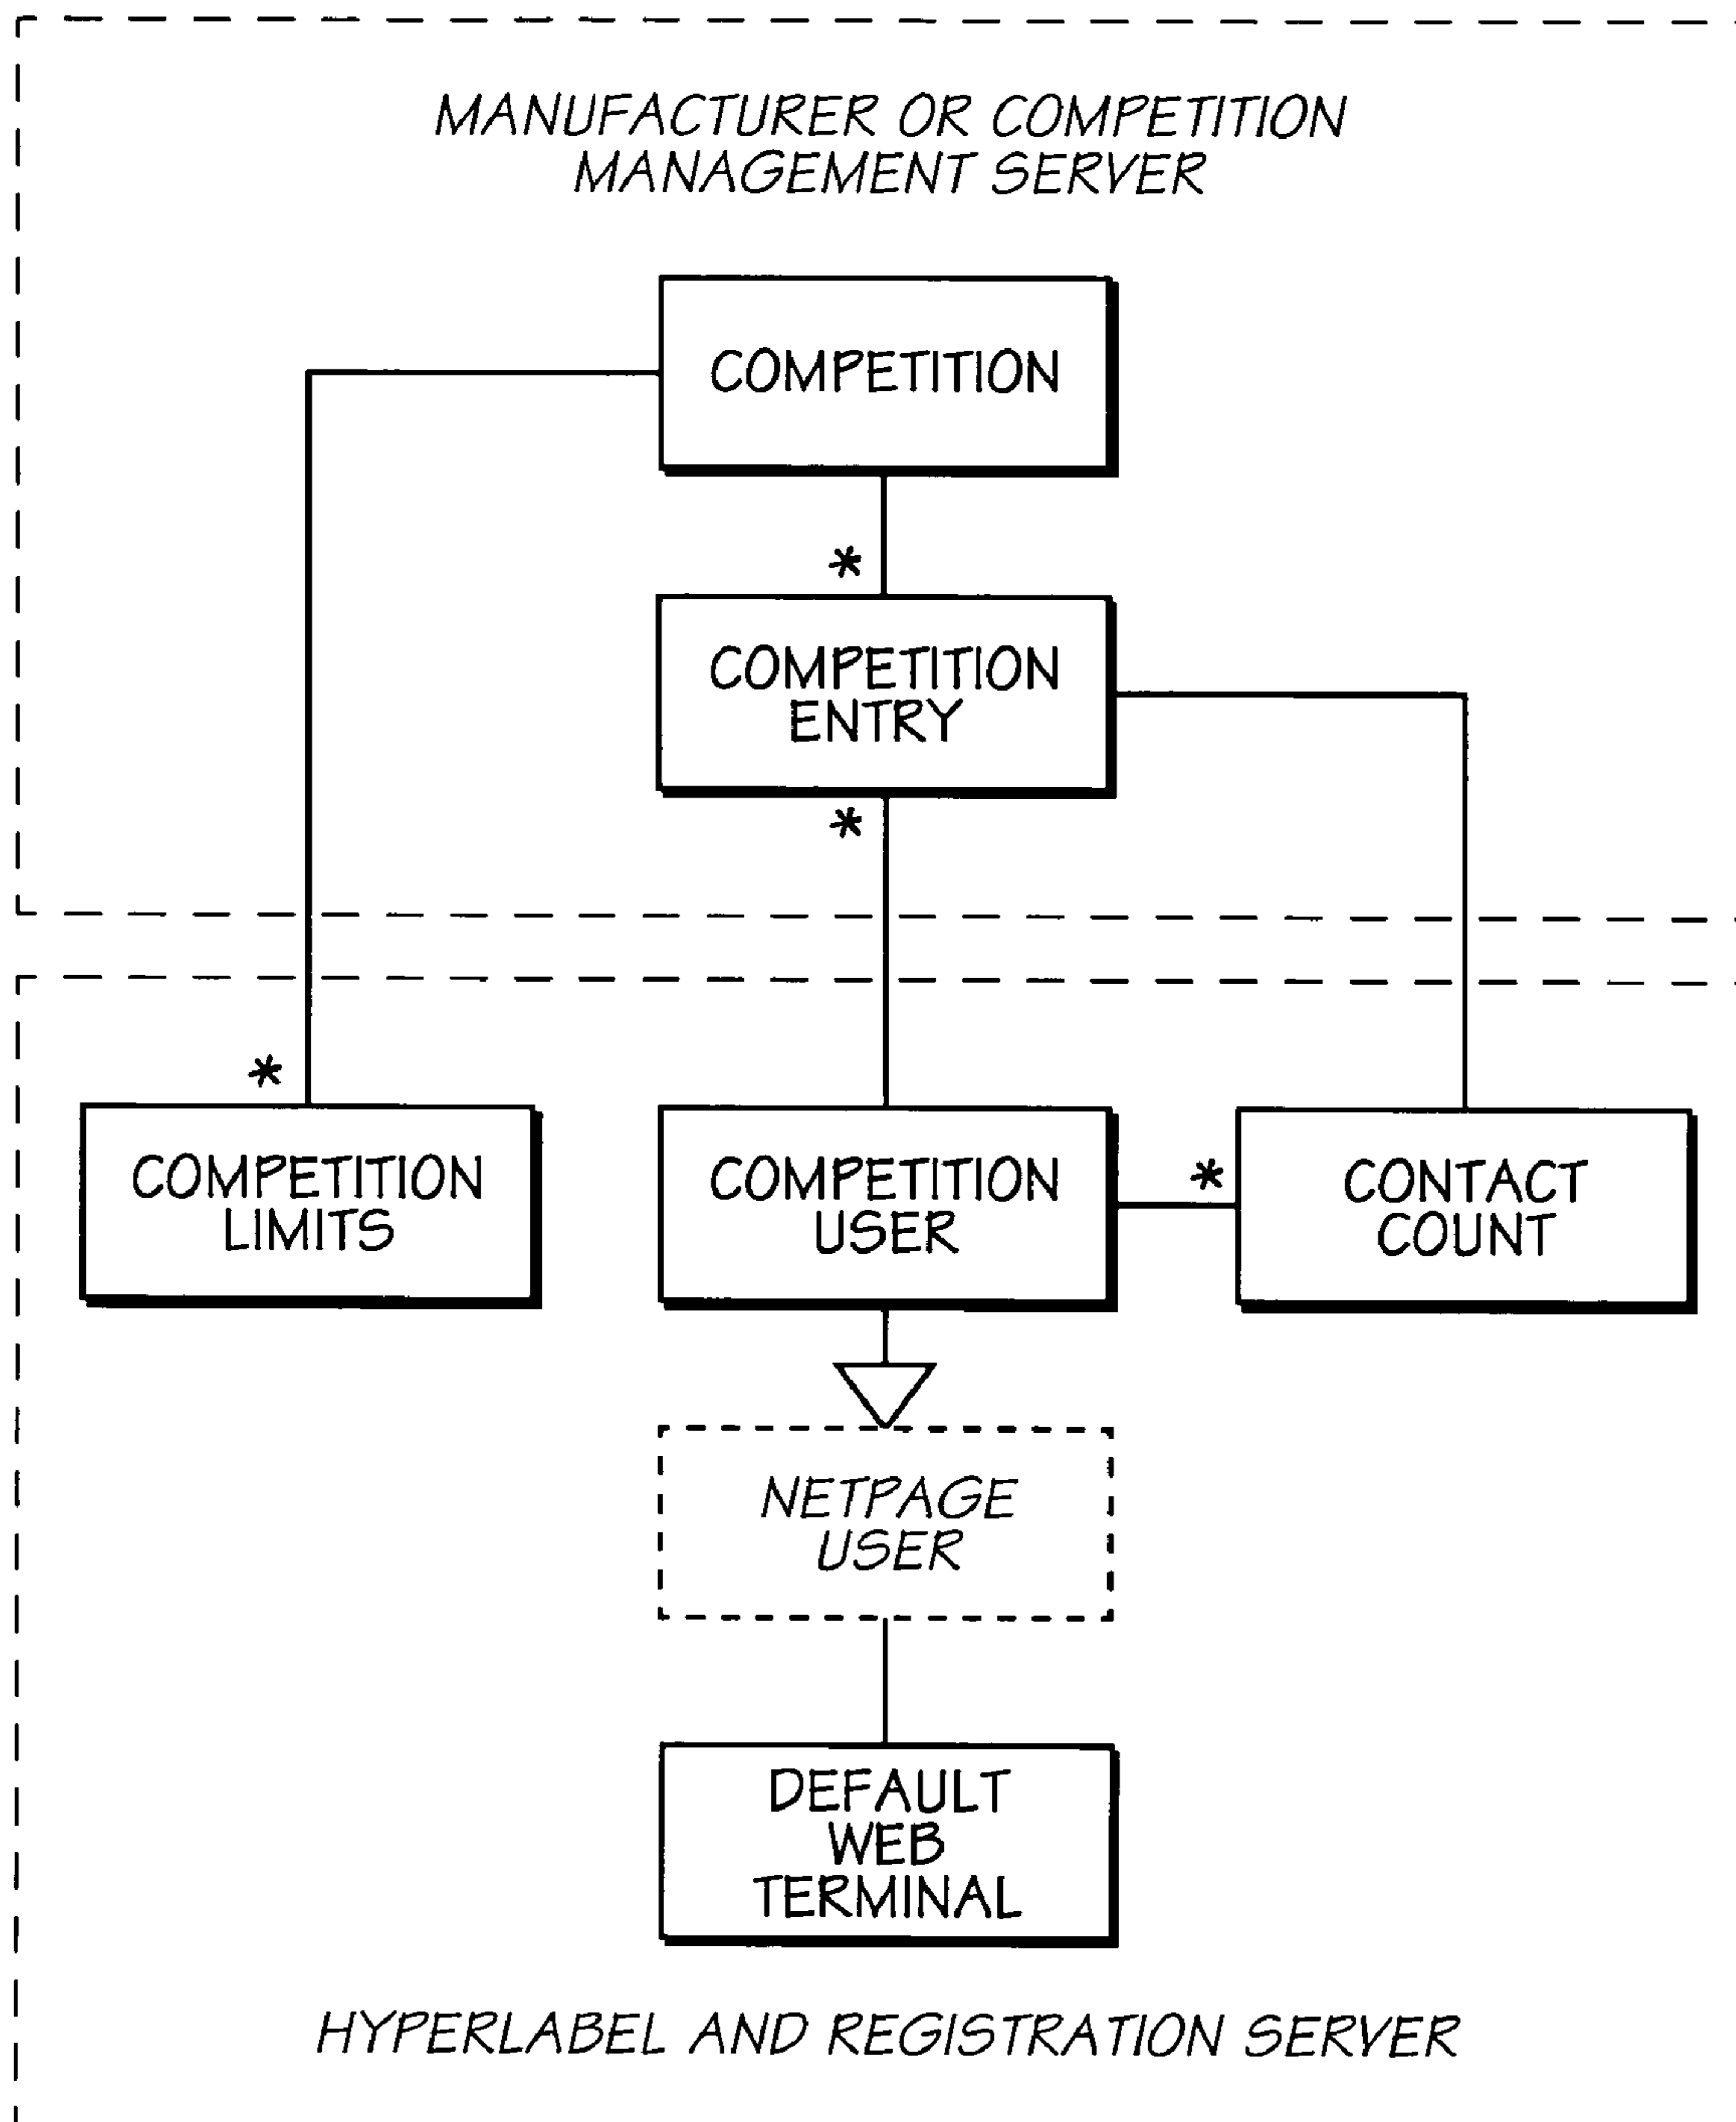 MANUFACTURER OR COMPETITION
MANAGEMENT SERVER
COMPETITION
*
COMPETITION
ENTRY
*
*
COMPETITION
LIMITS
COMPETITION
USER
*
CONTACT
COUNT
NETPAGE
USER
DEFAULT
WEB
TERMINAL
HYPERLABEL AND REGISTRATION SERVER